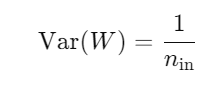 Var(W) = 1/n_in